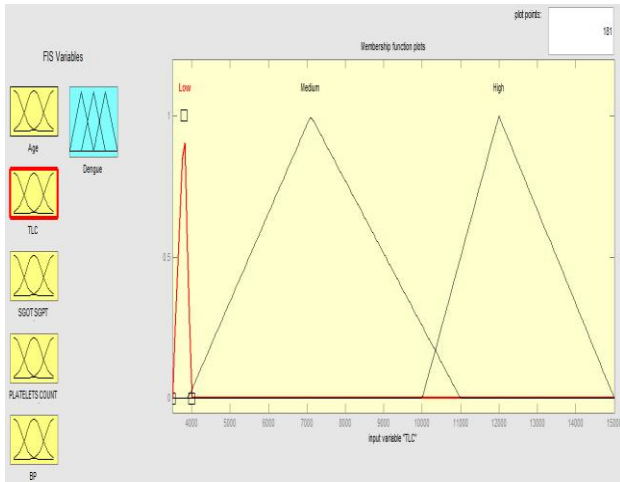 plot points:
181
FIS Variables
Membership function plots
Low
Medium
High
1
0.5
0
Age
Dengue
TLC
SGOT SGPT
PLATELETS COUNT
BP
4000 5000 6000 7000 8000 9000 10000 11000 12000 13000 14000 15000
input variable "TLC"